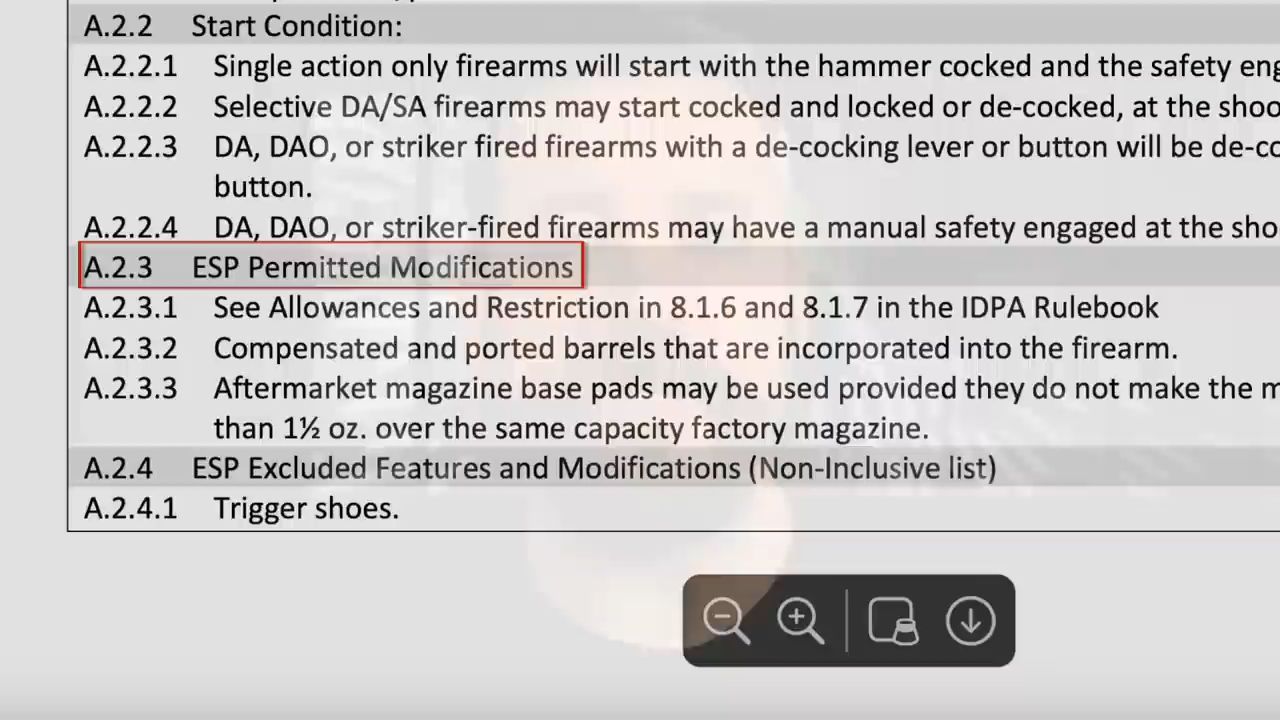 A.2.2 Start Condition:
A.2.2.1 Single action only firearms will start with the hammer cocked and the safety
A.2.2.2 Selective DA/SA firearms may start cocked and locked or de-cocked, at the
A.2.2.3 DA, DAO, or striker fired firearms with a de-cocking lever or button will be
button.
A.2.2.4 DA, DAO, or striker-fired firearms may have a manual safety engaged at the
A.2.3 ESP Permitted Modifications
A.2.3.1 See Allowances and Restriction in 8.1.6 and 8.1.7 in the IDPA Rulebook
A.2.3.2 Compensated and ported barrels that are incorporated into the firearm.
A.2.3.3 Aftermarket magazine base pads may be used provided they do not make the
than 1½ oz. over the same capacity factory magazine.
A.2.4 ESP Excluded Features and Modifications (Non-Inclusive list)
A.2.4.1 Trigger shoes.